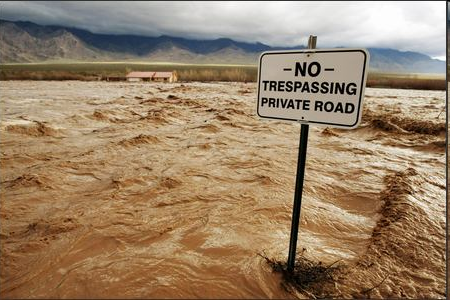 -NO-
TRESPASSING
PRIVATE ROAD